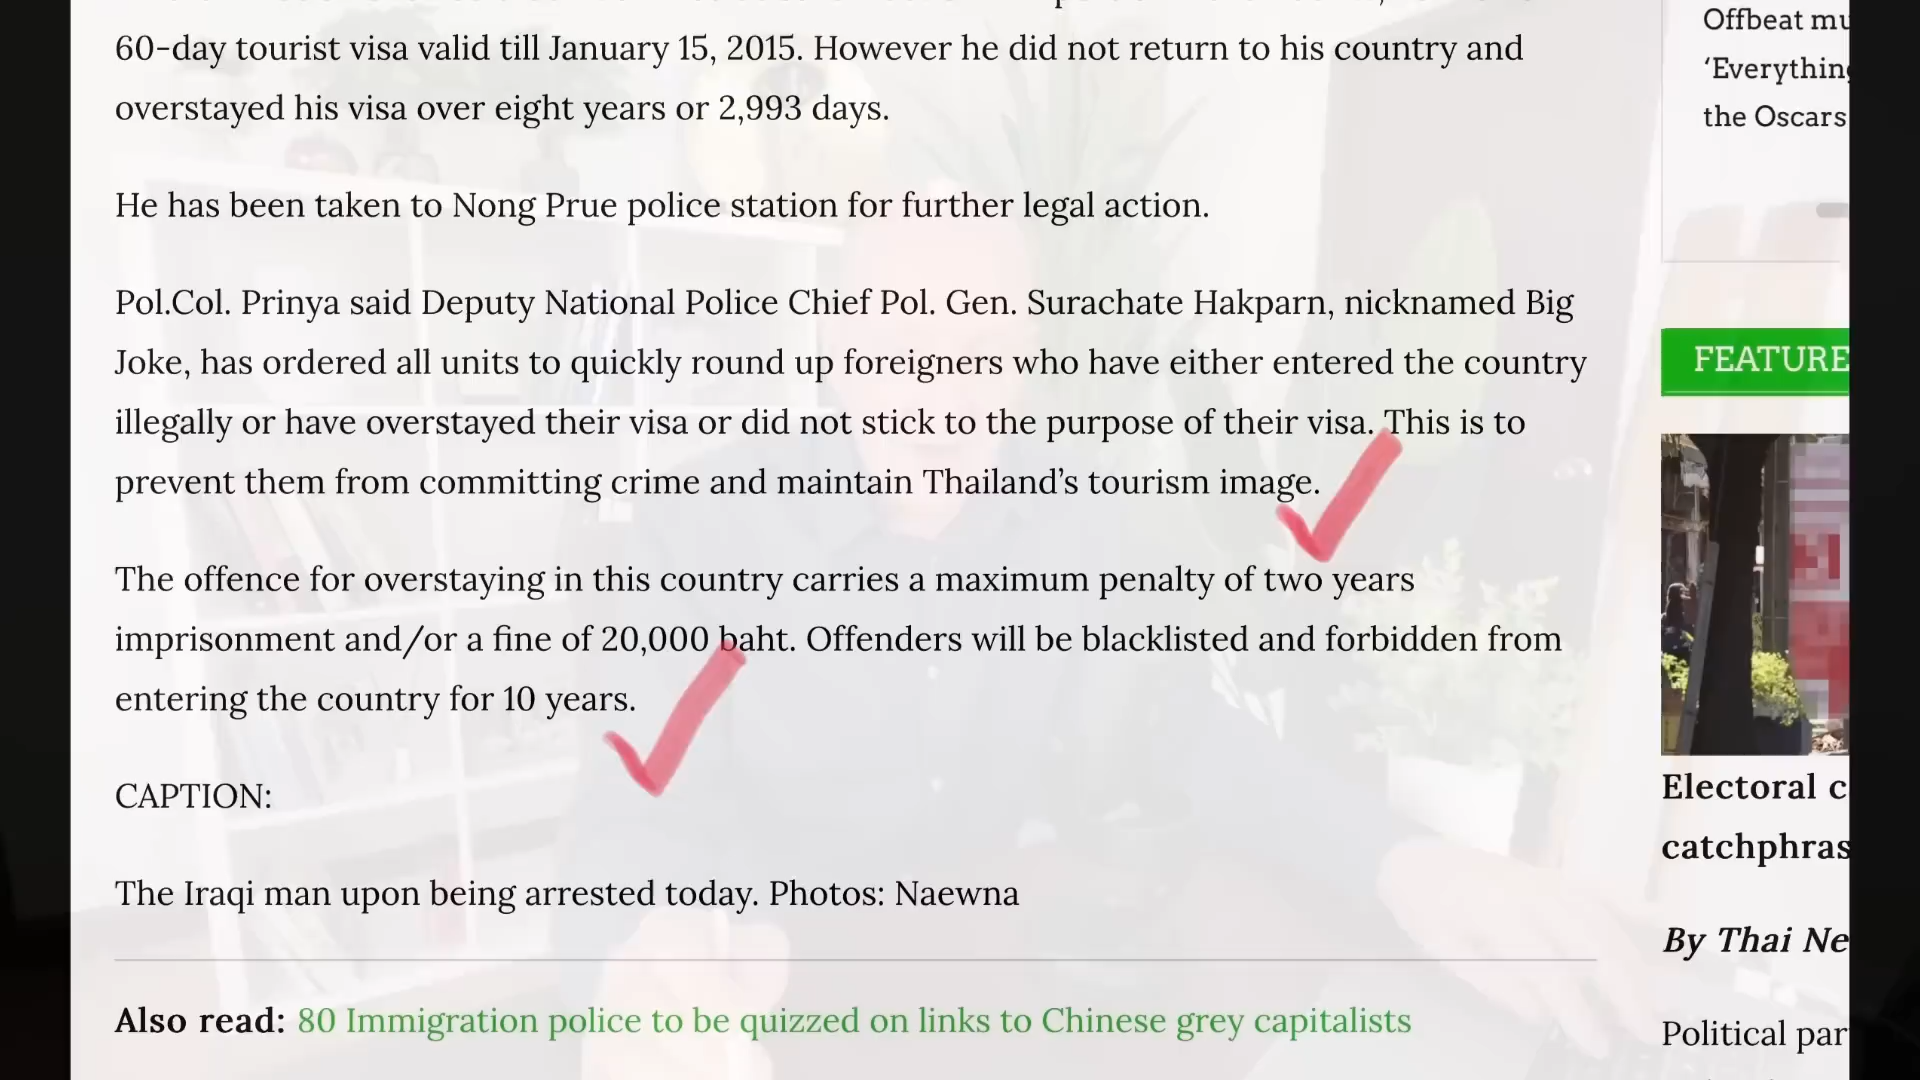 60-day tourist visa valid till January 15, 2015. However he did not return to his country and
overstayed his visa over eight years or 2,993 days.
He has been taken to Nong Prue police station for further legal action.
Pol.Col. Prinya said Deputy National Police Chief Pol. Gen. Surachate Hakparn, nicknamed Big
Joke, has ordered all units to quickly round up foreigners who have either entered the country
illegally or have overstayed their visa or did not stick to the purpose of their visa. This is to
prevent them from committing crime and maintain Thailand’s tourism image.
The offence for overstaying in this country carries a maximum penalty of two years
imprisonment and/or a fine of 20,000 baht. Offenders will be blacklisted and forbidden from
entering the country for 10 years.
CAPTION:
The Iraqi man upon being arrested today. Photos: Naewna
Also read: 80 Immigration police to be quizzed on links to Chinese grey capitalists
Offbeat mu
‘Everything
the Oscars
FEATURE
Electoral c
catchphras
By Thai Ne
Political par